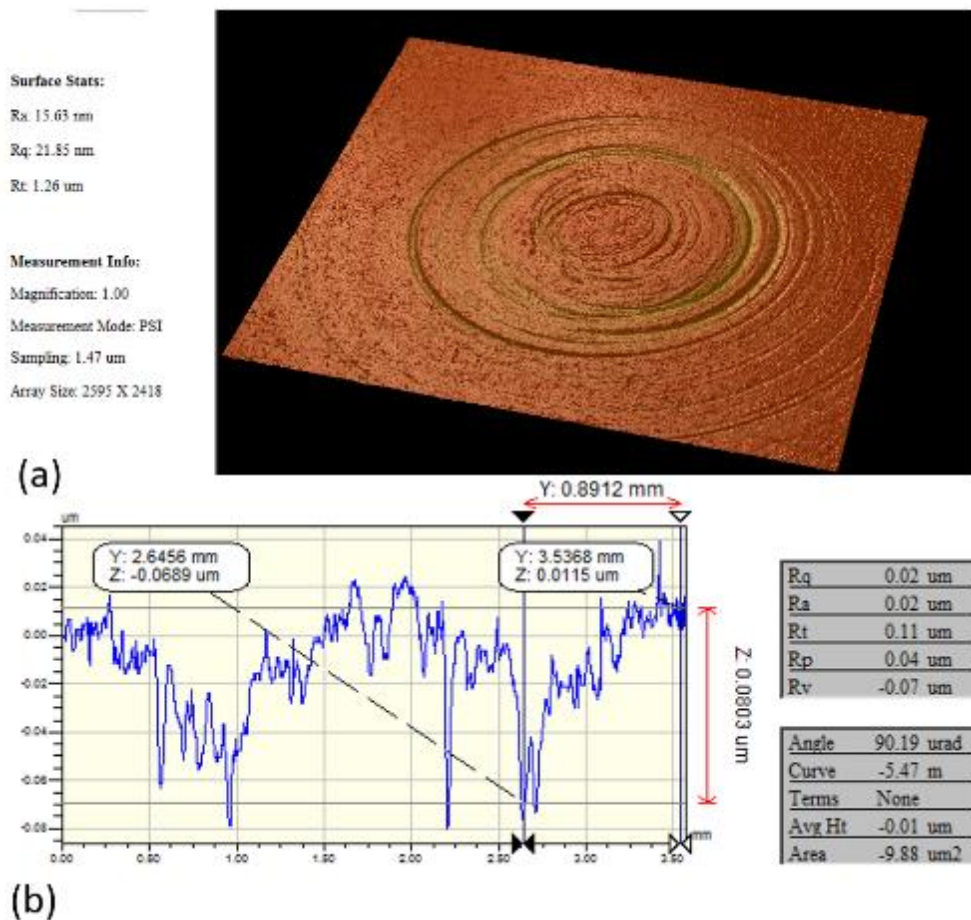 Surface Stats:
Ra: 15.63 nm
Rq: 21.85 nm
Rt: 1.26 um
Measurement Info:
Magnification: 1.00
Measurement Mode: PSI
Sampling: 1.47 um
Array Size: 2595 X 2418
(a)
Y: 0.8912 mm
um
Y: 2.6456 mm
Z: -0.0689 um
Y: 3.5368 mm
Z: 0.0115 um
0.04
0.02
0.00
-0.02
-0.04
-0.06
-0.08
Z: 0.0803 um
mm
0.00 0.50 1.00 1.50 2.00 2.50 3.00 3.50
Rq 0.02 um
Ra 0.02 um
Rt 0.11 um
Rp 0.04 um
Rv -0.07 um
Angle 90.19 urad
Curve -5.47 m
Terms None
Avg Ht -0.01 um
Area -9.88 um2
(b)